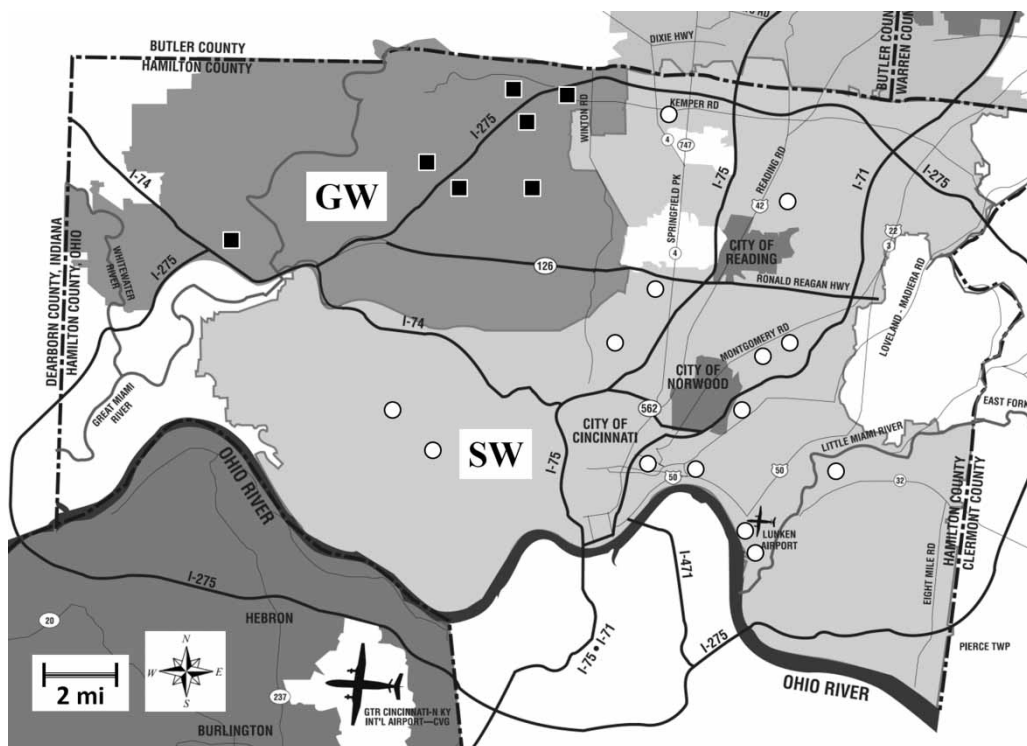 DIXIE HWY
BUTLER COUNTY
HAMILTON COUNTY
BUTLER COUNTY
WARREN COUNTY
I-275
WINTON RD
KEMPER RD
4
747
I-75
READING RD
I-71
I-275
I-74
GW
SPRINGFIELD PK
42
22
3
DEARBORN COUNTY, INDIANA
HAMILTON COUNTY, OHIO
WHITEWATER
RIVER
I-275
126
4
CITY OF
READING
RONALD REAGAN HWY
LOVELAND - MADIERA RD
I-74
MONTGOMERY RD
GREAT MIAMI
RIVER
CITY OF
NORWOOD
562
EAST FORK
CITY OF
CINCINNATI
SW
LITTLE MIAMI RIVER
I-75
50
50
32
OHIO RIVER
LUNKEN
AIRPORT
HAMILTON COUNTY
CLERMONT COUNTY
I-471
EIGHT MILE RD
I-275
20
HEBRON
I-75 • I-71
I-275
PIERCE TWP
N
W
E
S
2 mi
237
GTR CINCINNATI-N KY
INT'L AIRPORT—CVG
OHIO RIVER
BURLINGTON